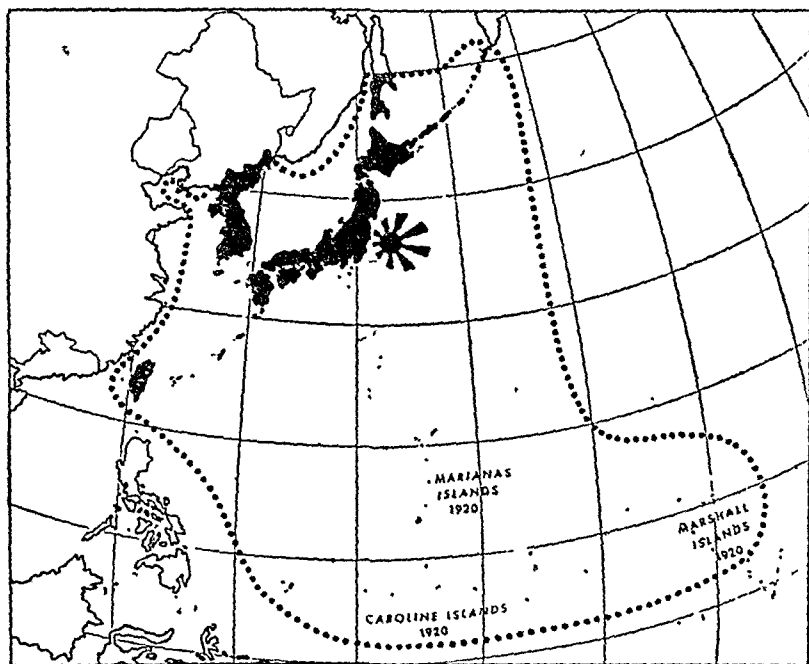 MARIANAS
ISLANDS
1920
MARSHALL
ISLANDS
1920
CAROLINE ISLANDS
1920